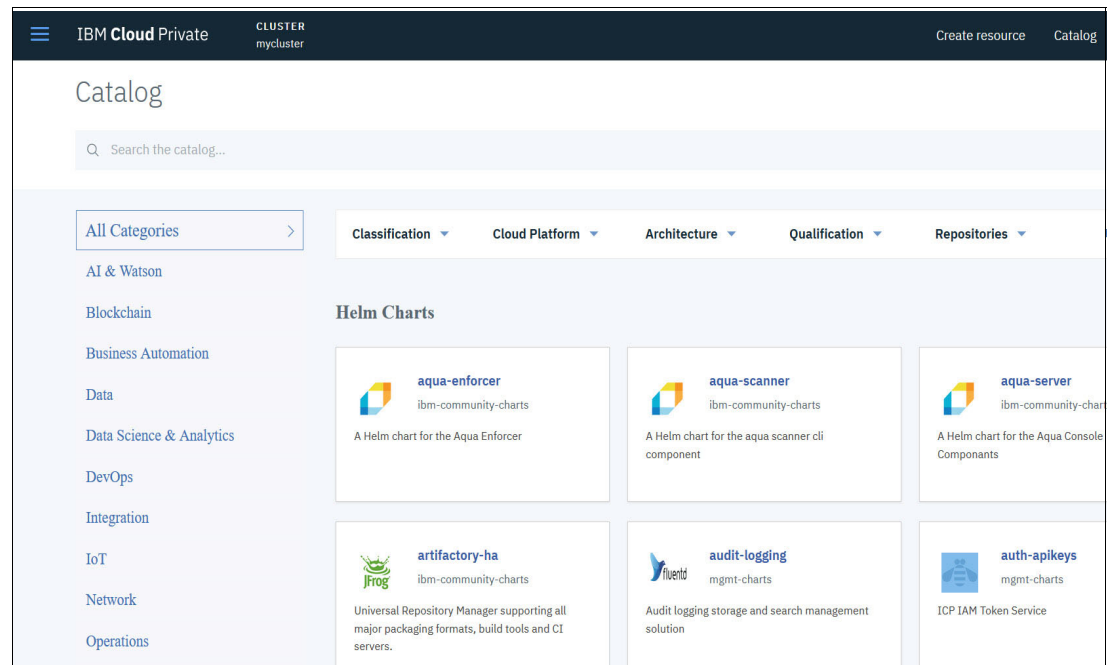 IBM Cloud Private
CLUSTER
mycluster
Create resource
Catalog
Catalog
Search the catalog...
All Categories
AI & Watson
Blockchain
Business Automation
Data
Data Science & Analytics
DevOps
Integration
IoT
Network
Operations
Classification
Cloud Platform
Architecture
Qualification
Repositories
Helm Charts
aqua-enforcer
ibm-community-charts
A Helm chart for the Aqua Enforcer
aqua-scanner
ibm-community-charts
A Helm chart for the aqua scanner cli
component
aqua-server
ibm-community-chart
A Helm chart for the Aqua Console
Componants
JFrog
artifactory-ha
ibm-community-charts
Universal Repository Manager supporting all
major packaging formats, build tools and CI
servers.
fluentd
audit-logging
mgmt-charts
Audit logging storage and search management
solution
auth-apikeys
mgmt-charts
ICP IAM Token Service